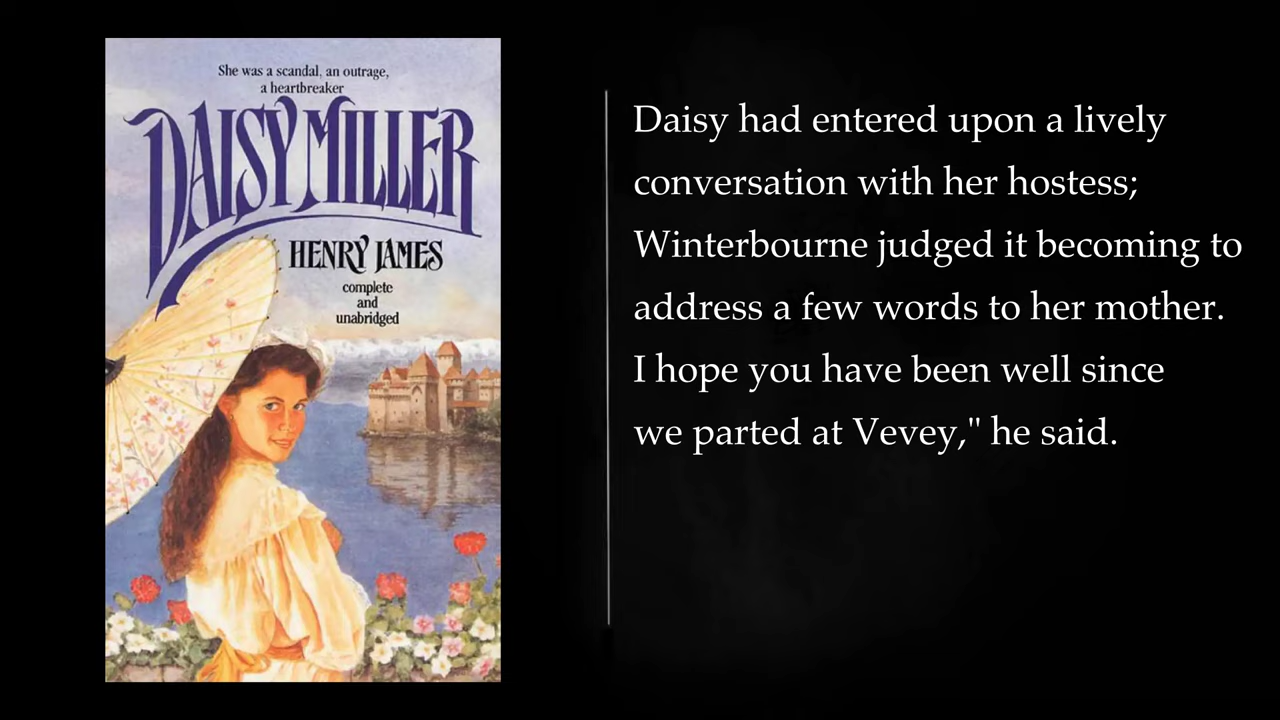 She was a scandal, an outrage,
a heartbreaker
DAISY MILLER
HENRY JAMES
complete
and
unabridged
Daisy had entered upon a lively
conversation with her hostess;
Winterbourne judged it becoming to
address a few words to her mother.
I hope you have been well since
we parted at Vevey," he said.